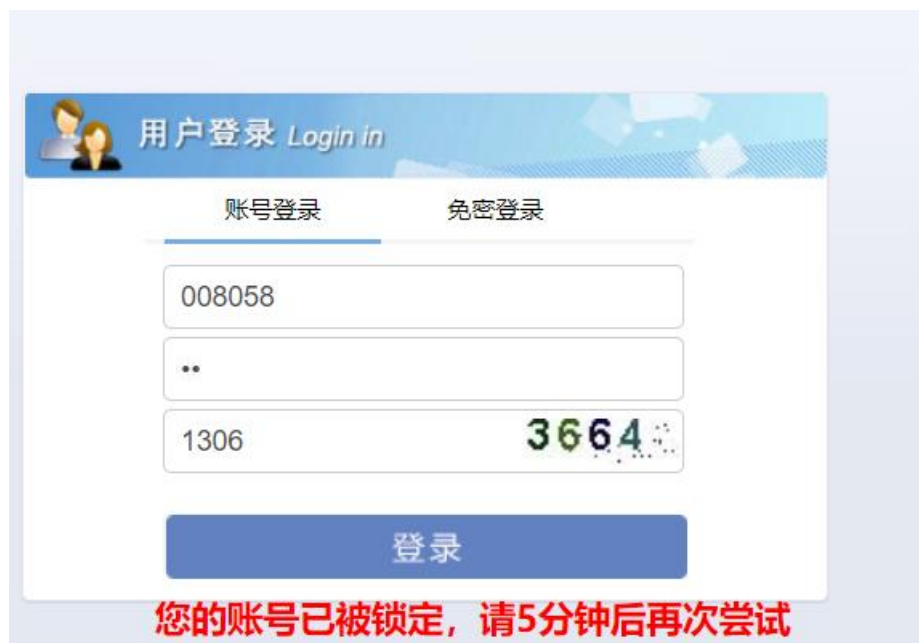 用户登录 Login in
账号登录 免密登录
008058
••
1306 3664
登录
您的账号已被锁定，请5分钟后再次尝试